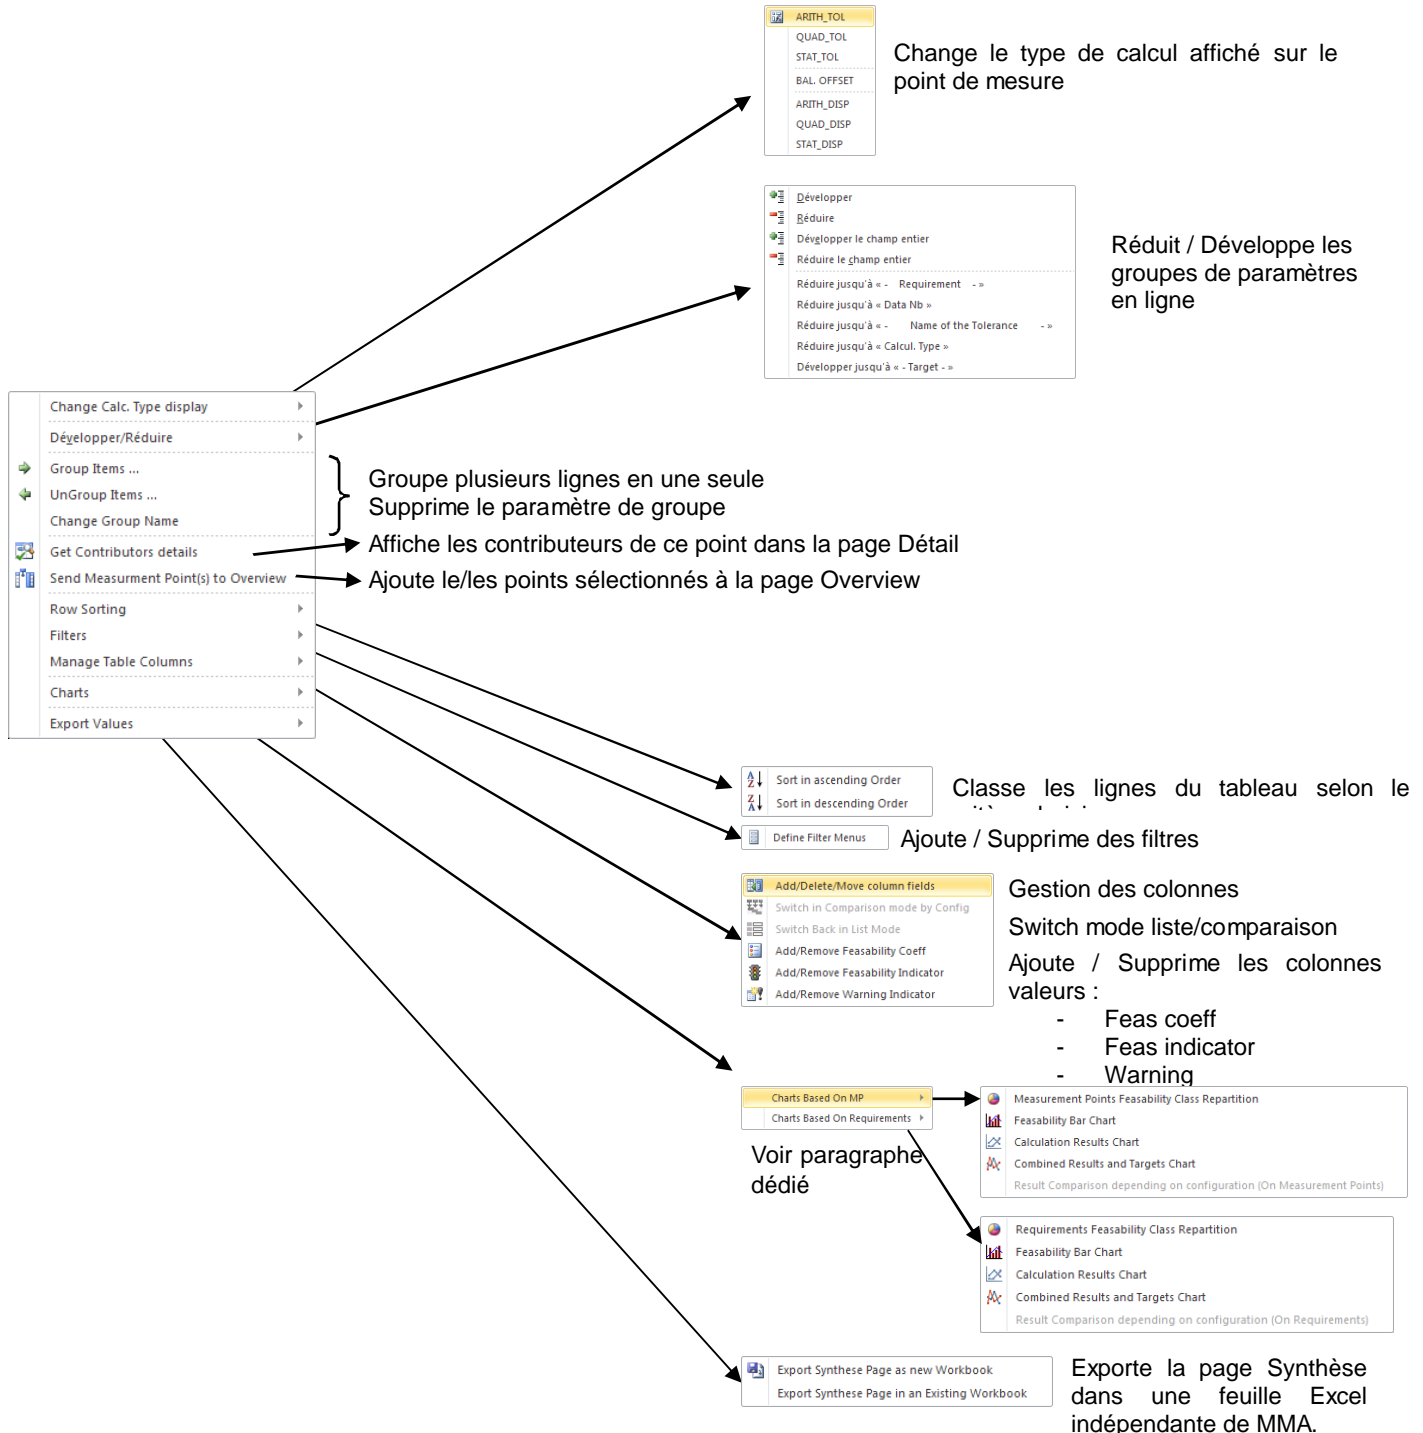 ARITH_TOL
QUAD_TOL
STAT_TOL
BAL. OFFSET
ARITH_DISP
QUAD_DISP
STAT_DISP
Change le type de calcul affiché sur le
point de mesure
Développer
Réduire
Développer le champ entier
Réduire le champ entier
Réduire jusqu'à « - Requirement - »
Réduire jusqu'à « Data Nb »
Réduire jusqu'à « - Name of the Tolerance - »
Réduire jusqu'à « Calcul. Type »
Développer jusqu'à « - Target - »
Réduit / Développe les
groupes de paramètres
en ligne
Change Calc. Type display
Développer/Réduire
Group Items ...
UnGroup Items ...
Change Group Name
Get Contributors details
Send Measurment Point(s) to Overview
Row Sorting
Filters
Manage Table Columns
Charts
Export Values
Groupe plusieurs lignes en une seule
Supprime le paramètre de groupe
Affiche les contributeurs de ce point dans la page Détail
Ajoute le/les points sélectionnés à la page Overview
Sort in ascending Order
Sort in descending Order
Classe les lignes du tableau selon le
Define Filter Menus
Ajoute / Supprime des filtres
Add/Delete/Move column fields
Switch in Comparison mode by Config
Switch Back in List Mode
Add/Remove Feasability Coeff
Add/Remove Feasability Indicator
Add/Remove Warning Indicator
Gestion des colonnes
Switch mode liste/comparaison
Ajoute / Supprime les colonnes
valeurs :
- Feas coeff
- Feas indicator
- Warning
Charts Based On MP
Charts Based On Requirements
Voir paragraphe
dédié
Measurement Points Feasability Class Repartition
Feasability Bar Chart
Calculation Results Chart
Combined Results and Targets Chart
Result Comparison depending on configuration (On Measurement Points)
Requirements Feasability Class Repartition
Feasability Bar Chart
Calculation Results Chart
Combined Results and Targets Chart
Result Comparison depending on configuration (On Requirements)
Export Synthese Page as new Workbook
Export Synthese Page in an Existing Workbook
Exporte la page Synthèse
dans une feuille Excel
indépendante de MMA.